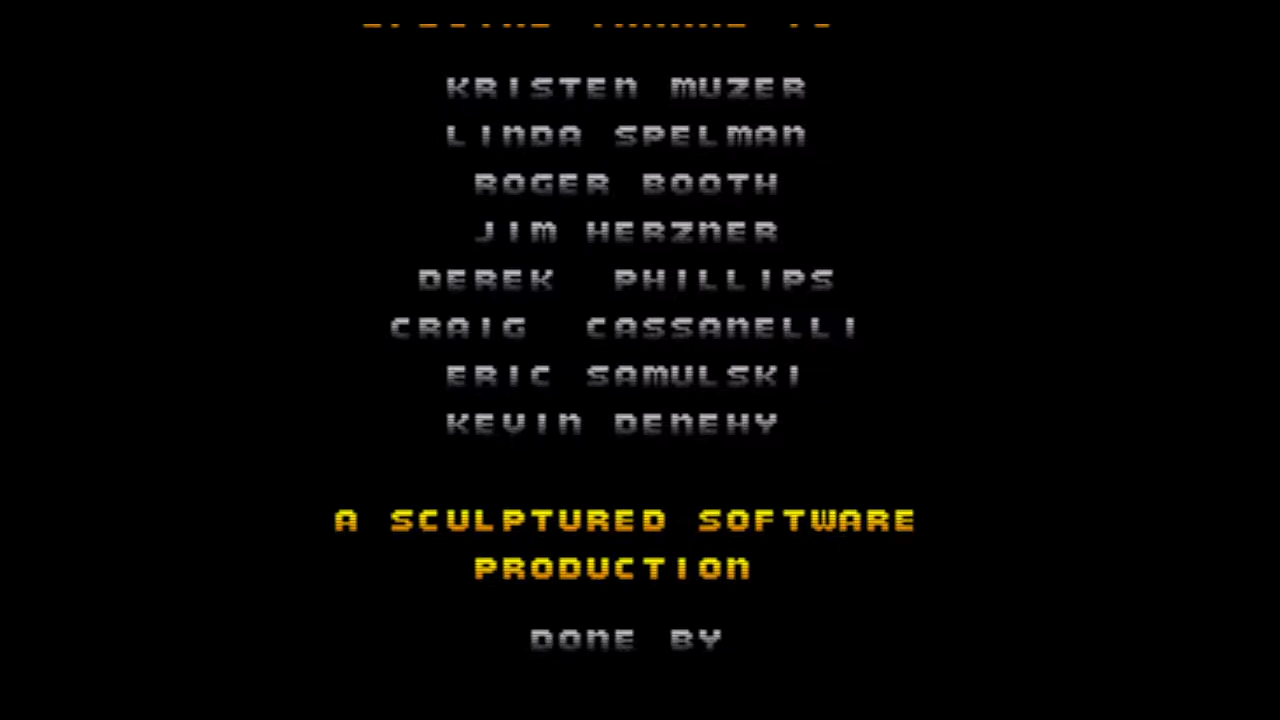 KRISTEN MUZER
LINDA SPELMAN
ROGER BOOTH
JIM HERZNER
DEREK PHILLIPS
CRAIG CASSANELLI
ERIC SAMULSKI
KEVIN DENEHY
A SCULPTURED SOFTWARE
PRODUCTION
DONE BY